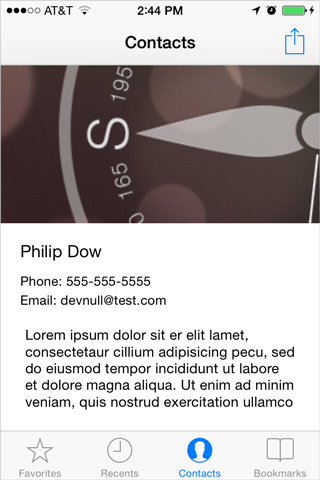 AT&T 2:44 PM
Contacts
195
S
165
Philip Dow
Phone: 555-555-5555
Email: devnull@test.com
Lorem ipsum dolor sit er elit lamet,
consectetaur cillium adipisicing pecu, sed
do eiusmod tempor incididunt ut labore
et dolore magna aliqua. Ut enim ad minim
veniam, quis nostrud exercitation ullamco
Favorites Recents Contacts Bookmarks